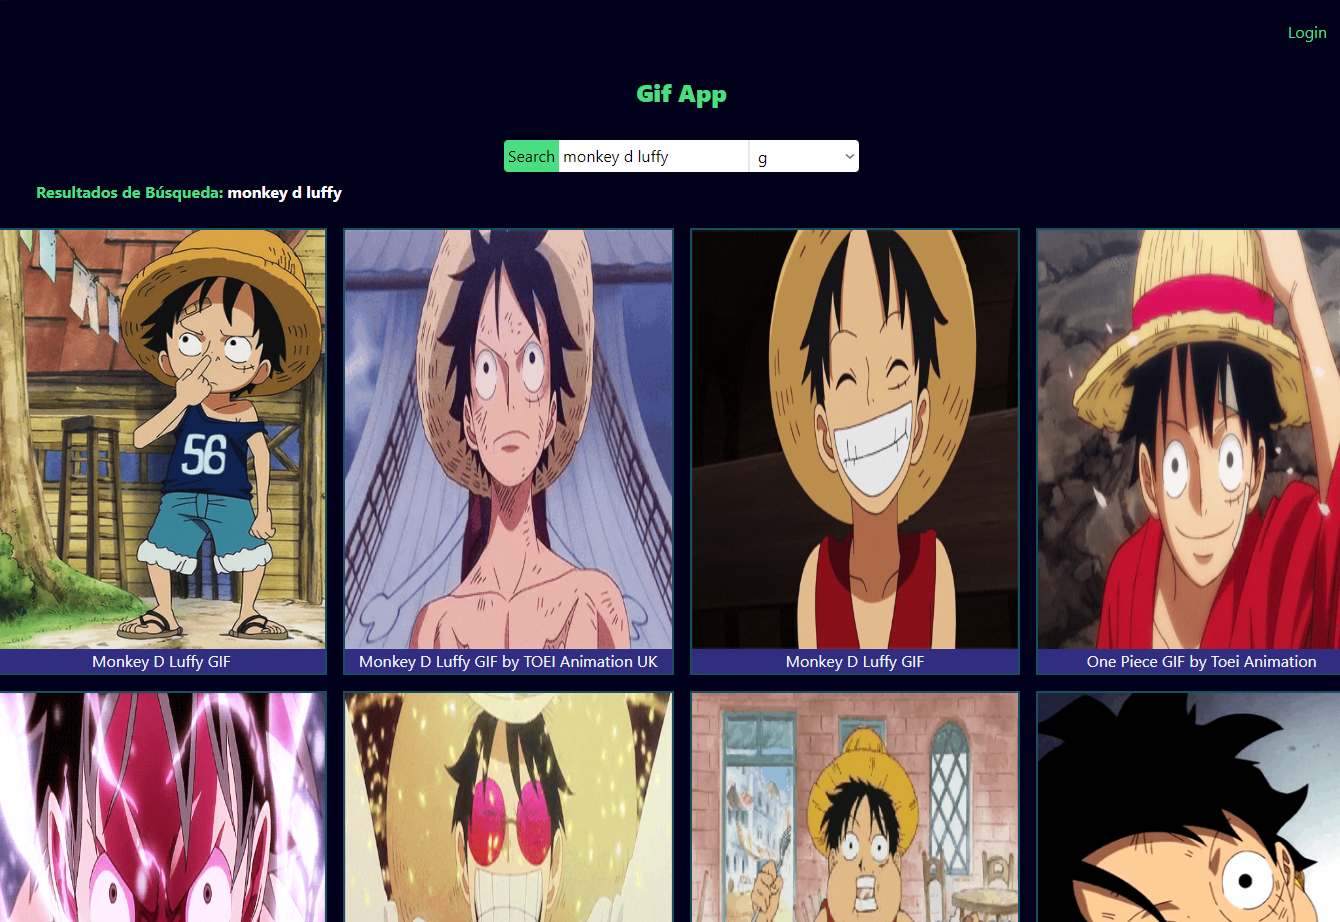 Login
Gif App
Search monkey d luffy g
Resultados de Búsqueda: monkey d luffy
56
Monkey D Luffy GIF
Monkey D Luffy GIF by TOEI Animation UK
Monkey D Luffy GIF
One Piece GIF by Toei Animation